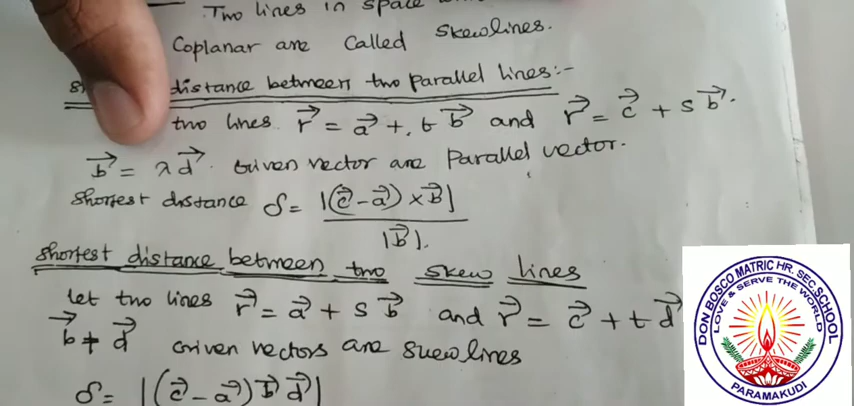 Two lines in space
Coplanar are called skewlines.
distance between two parallel lines:-
two lines r⃗ = a⃗ + t b⃗ and r⃗ = c⃗ + s b⃗.
b⃗ = λ d⃗. Given vector are Parallel vector.
Shortest distance δ = |(c⃗ - a⃗) × b⃗|
|b⃗|.
Shortest distance between two skew lines
let two lines r⃗ = a⃗ + s b⃗ and r⃗ = c⃗ + t d⃗
b⃗ ≠ d⃗ Given vectors are skew lines
δ = |(c⃗ - a⃗) b⃗ d⃗|
DON BOSCO MATRIC HR. SEC. SCHOOL
LOVE & SERVE THE WORLD
PARAMAKUDI